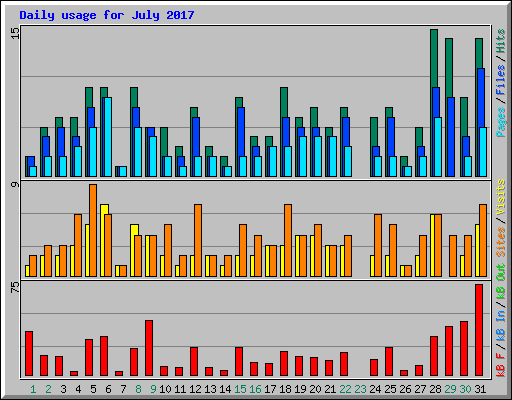 Daily usage for July 2017
15
9
75
Pages / Files / Hits
kB F / kB In / kB Out Sites / Visits
1 2 3 4 5 6 7 8 9 10 11 12 13 14 15 16 17 18 19 20 21 22 23 24 25 26 27 28 29 30 31